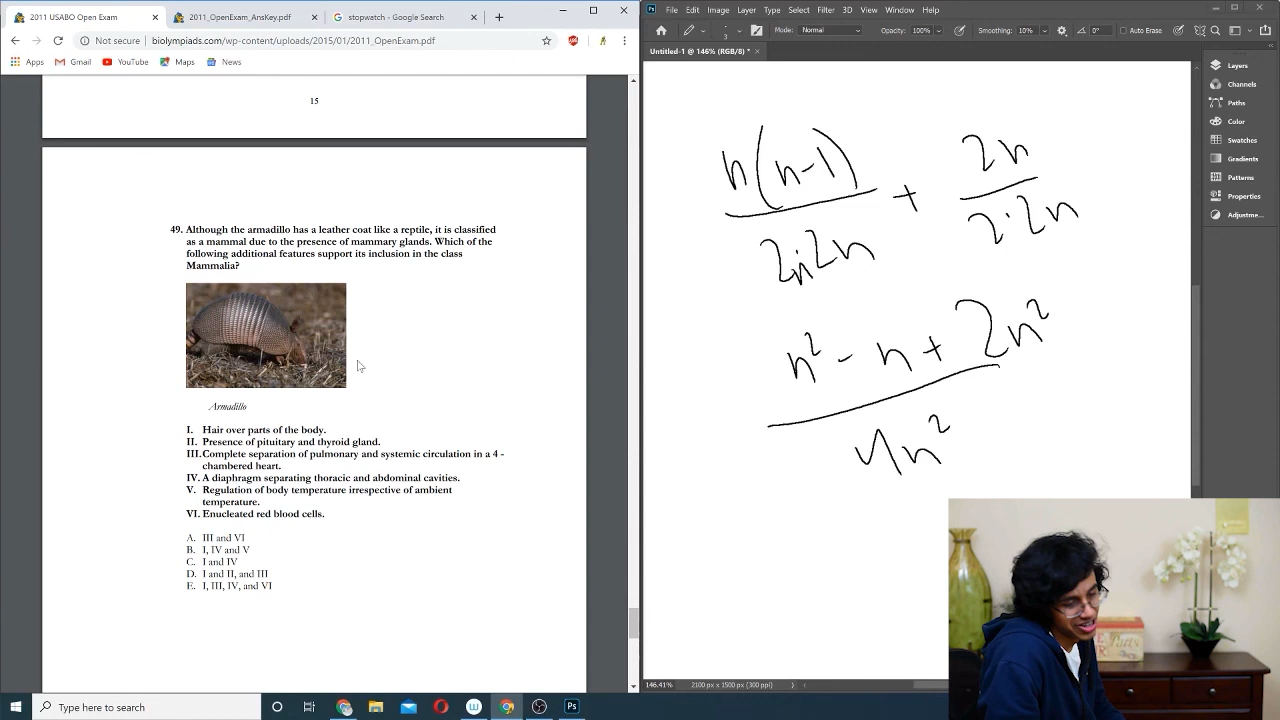 2011 USABO Open Exam
2011_OpenExam_AnsKey.pdf
stopwatch - Google Search
Not secure
biolympiads.com/wp-content/uploads/2015/01/2011_OpenExam.pdf
Apps
Gmail
YouTube
Maps
News
15
49. Although the armadillo has a leather coat like a reptile, it is classified
as a mammal due to the presence of mammary glands. Which of the
following additional features support its inclusion in the class
Mammalia?
Armadillo
I. Hair over parts of the body.
II. Presence of pituitary and thyroid gland.
III. Complete separation of pulmonary and systemic circulation in a 4 -
chambered heart.
IV. A diaphragm separating thoracic and abdominal cavities.
V. Regulation of body temperature irrespective of ambient
temperature.
VI. Enucleated red blood cells.
A. III and VI
B. I, IV and V
C. I and IV
D. I and II, and III
E. I, III, IV, and VI
Type here to search
Ps
File Edit Image Layer Type Select Filter 3D View Window Help
3
Mode: Normal
Opacity: 100%
Smoothing: 10%
0°
Auto Erase
Untitled-1 @ 146% (RGB/8) *
n(n-1) + 2n
2n2n 2·2n
n² - n + 2n²
4n²
Layers
Channels
Paths
Color
Swatches
Gradients
Patterns
Properties
Adjustme...
146.41%
2100 px x 1500 px (300 ppi)
Ps